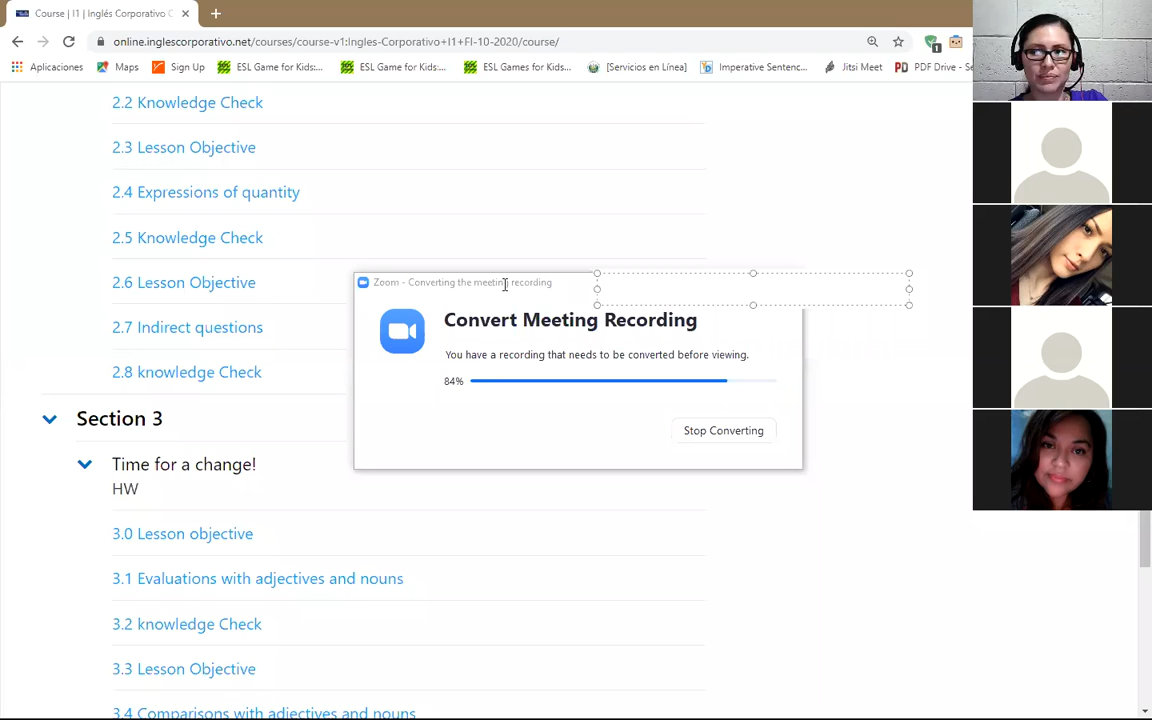 Course | I1 | Inglés Corporativo C
online.inglescorporativo.net/courses/course-v1:Ingles-Corporativo+I1+FI-10-2020/course/
Aplicaciones Maps Sign Up ESL Game for Kids:... ESL Game for Kids:... ESL Games for Kids:... [Servicios en Línea] Imperative Sentenc... Jitsi Meet PDF Drive - Se
2.2 Knowledge Check
2.3 Lesson Objective
2.4 Expressions of quantity
2.5 Knowledge Check
2.6 Lesson Objective
2.7 Indirect questions
2.8 knowledge Check
Zoom - Converting the meeting recording
Convert Meeting Recording
You have a recording that needs to be converted before viewing.
84%
Stop Converting
Section 3
Time for a change!
HW
3.0 Lesson objective
3.1 Evaluations with adjectives and nouns
3.2 knowledge Check
3.3 Lesson Objective
3.4 Comparisons with adjectives and nouns